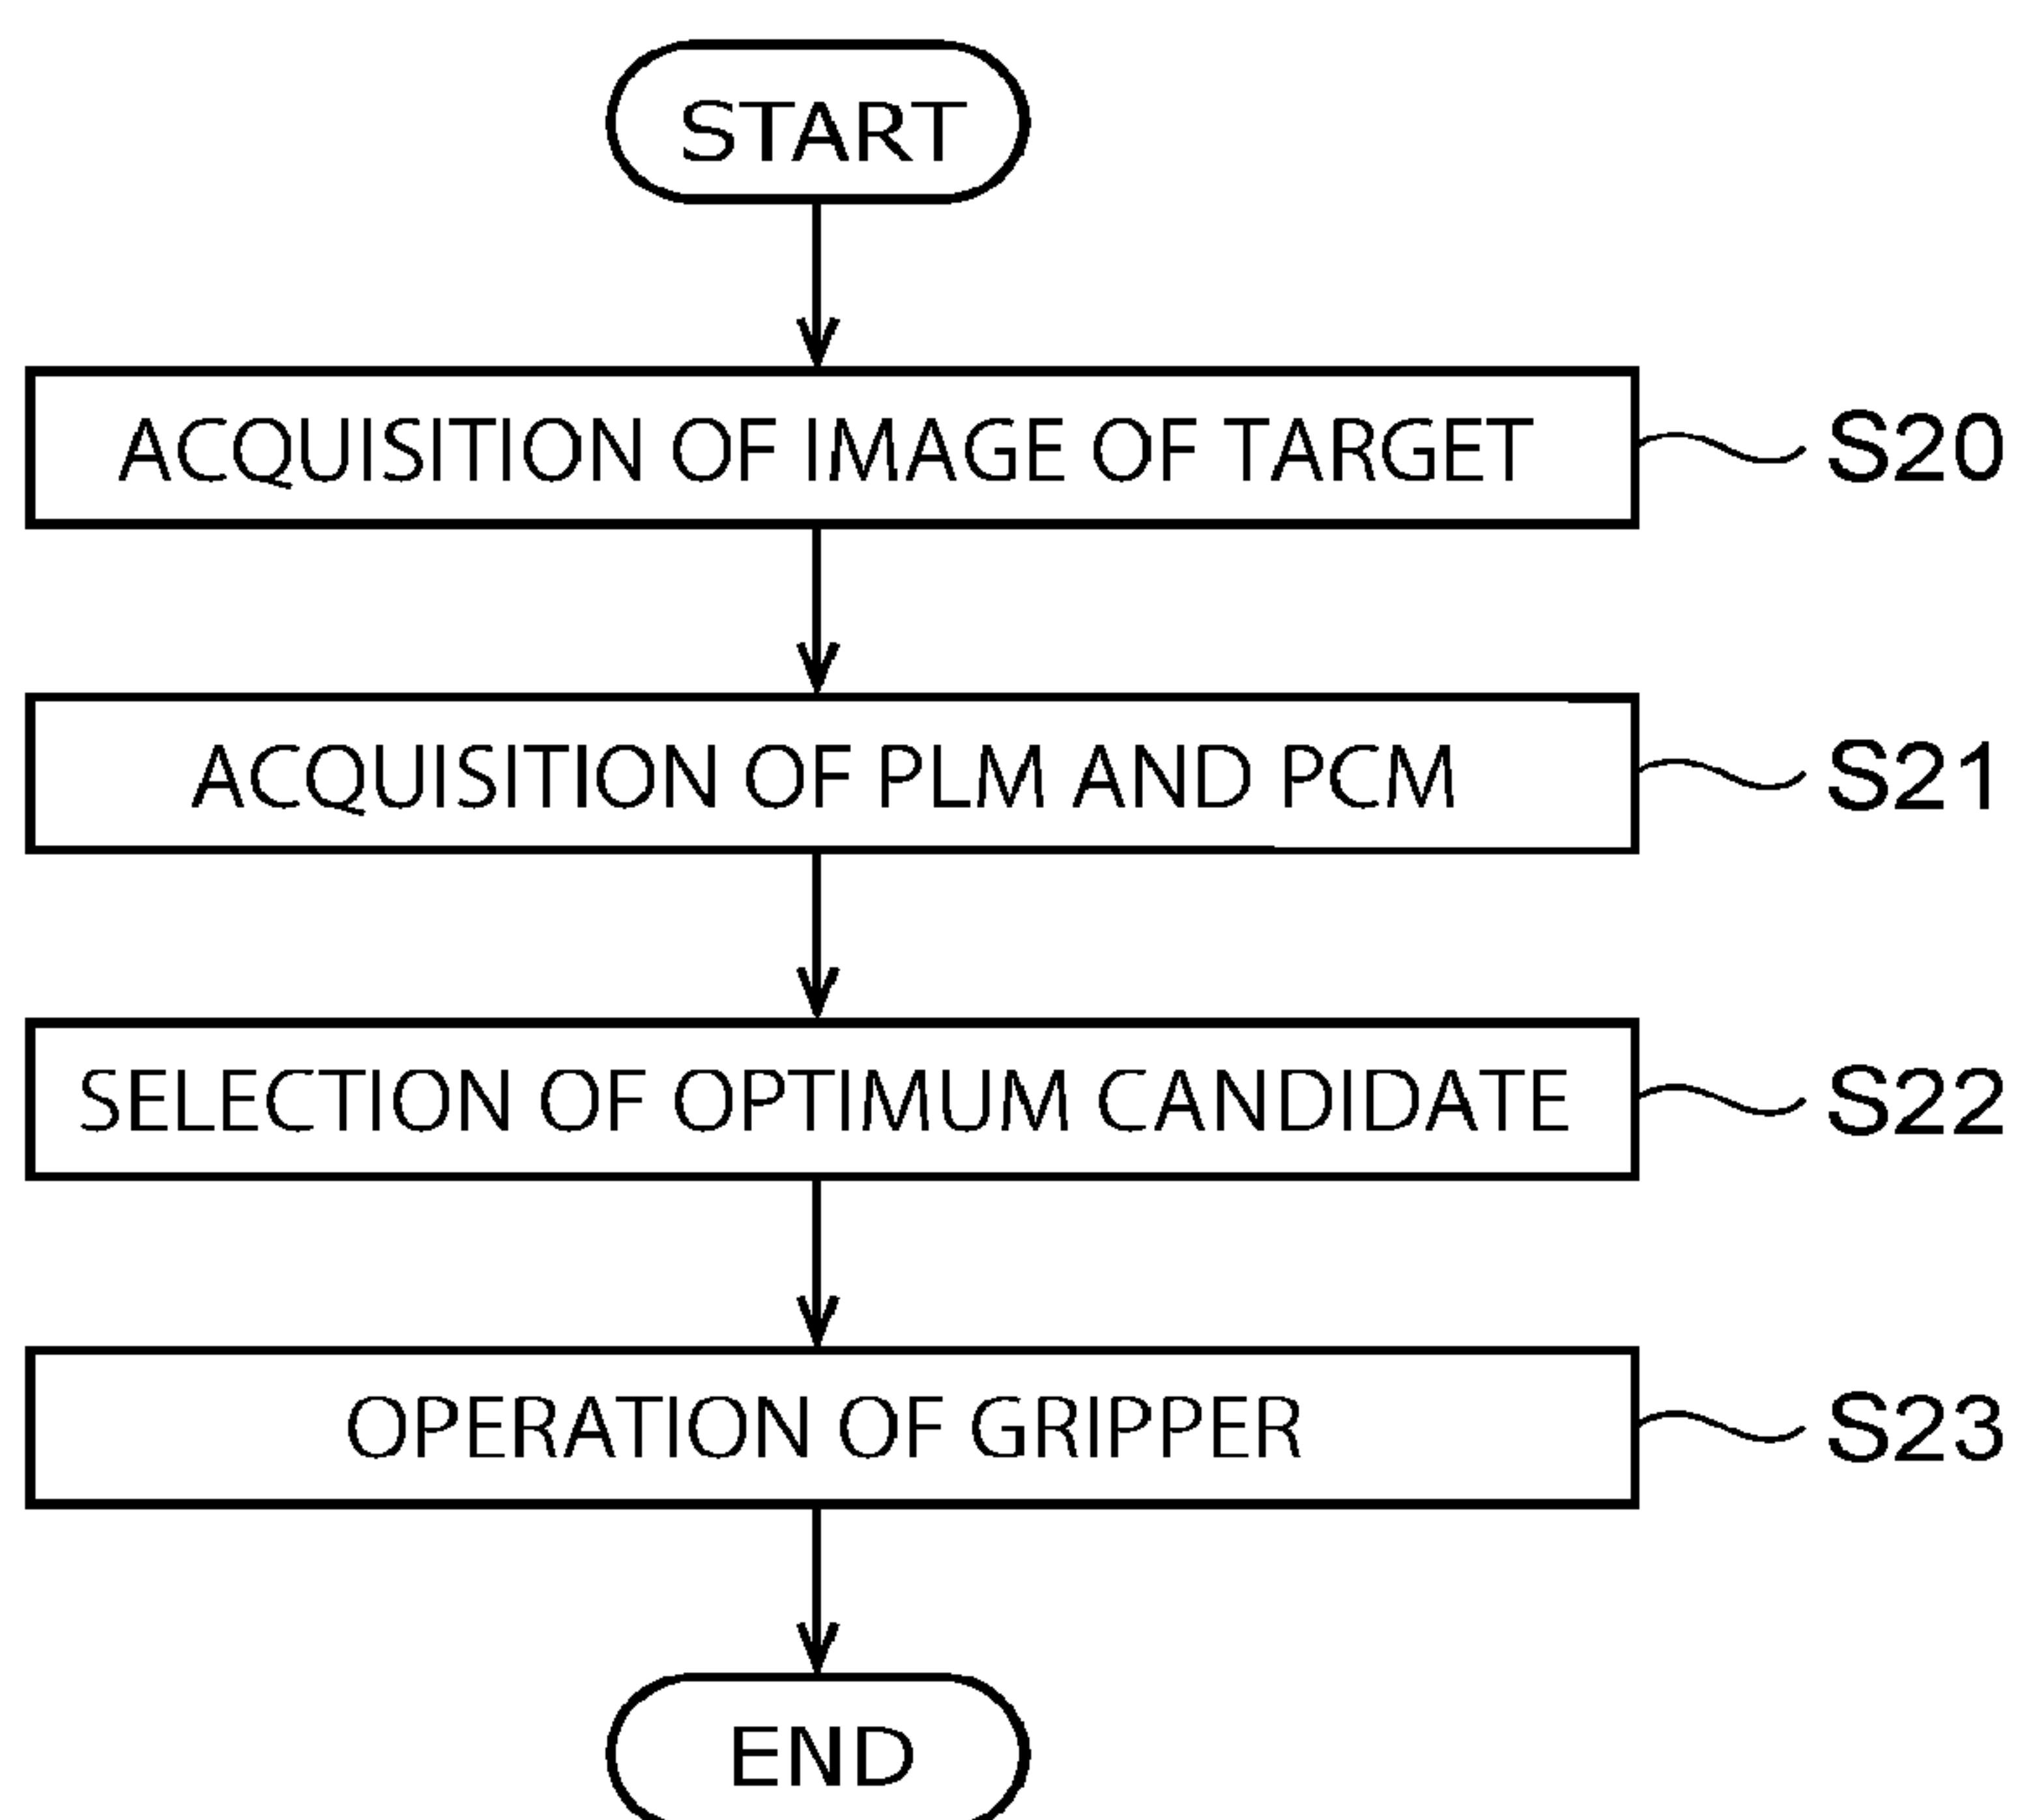 START
ACQUISITION OF IMAGE OF TARGET
S20
ACQUISITION OF PLM AND PCM
S21
SELECTION OF OPTIMUM CANDIDATE
S22
OPERATION OF GRIPPER
S23
END